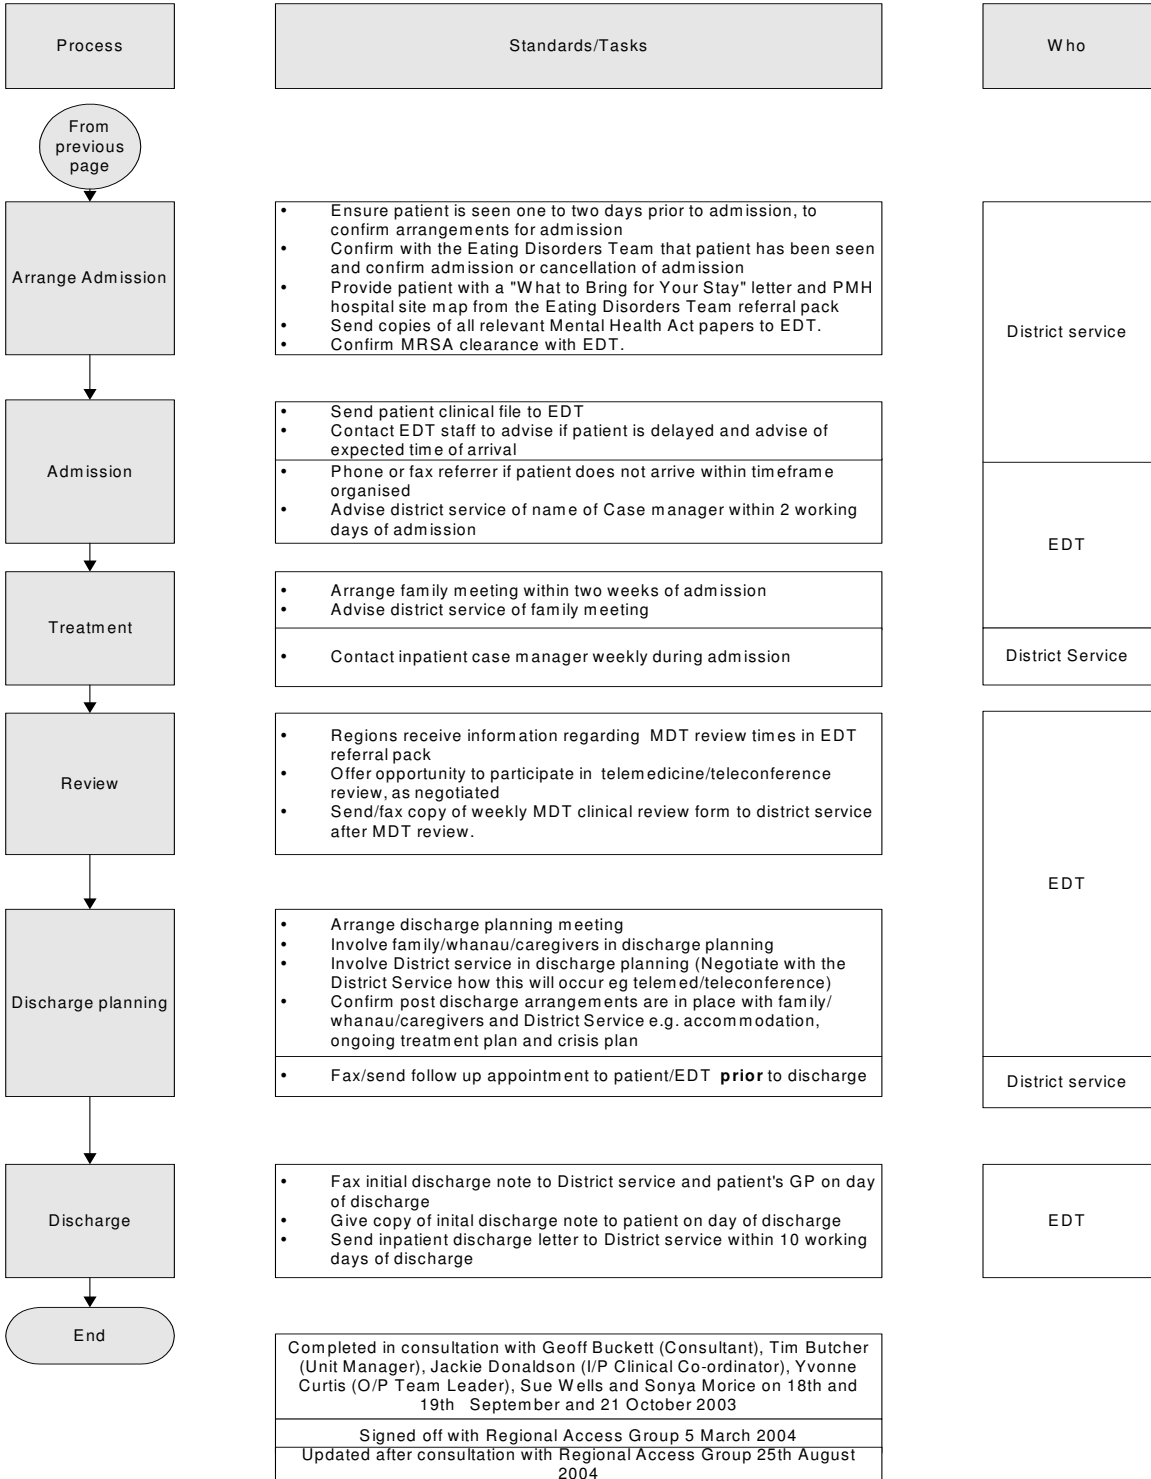 Process
Standards/Tasks
Who
From
previous
page
Arrange Admission
• Ensure patient is seen one to two days prior to admission, to
confirm arrangements for admission
• Confirm with the Eating Disorders Team that patient has been seen
and confirm admission or cancellation of admission
• Provide patient with a "What to Bring for Your Stay" letter and PMH
hospital site map from the Eating Disorders Team referral pack
• Send copies of all relevant Mental Health Act papers to EDT.
• Confirm MRSA clearance with EDT.
District service
Admission
• Send patient clinical file to EDT
• Contact EDT staff to advise if patient is delayed and advise of
expected time of arrival
• Phone or fax referrer if patient does not arrive within timeframe
organised
• Advise district service of name of Case manager within 2 working
days of admission
EDT
Treatment
• Arrange family meeting within two weeks of admission
• Advise district service of family meeting
• Contact inpatient case manager weekly during admission
District Service
Review
• Regions receive information regarding MDT review times in EDT
referral pack
• Offer opportunity to participate in telemedicine/teleconference
review, as negotiated
• Send/fax copy of weekly MDT clinical review form to district service
after MDT review.
EDT
Discharge planning
• Arrange discharge planning meeting
• Involve family/whanau/caregivers in discharge planning
• Involve District service in discharge planning (Negotiate with the
District Service how this will occur eg telemed/teleconference)
• Confirm post discharge arrangements are in place with family/
whanau/caregivers and District Service e.g. accommodation,
ongoing treatment plan and crisis plan
• Fax/send follow up appointment to patient/EDT prior to discharge
District service
Discharge
• Fax initial discharge note to District service and patient's GP on day
of discharge
• Give copy of inital discharge note to patient on day of discharge
• Send inpatient discharge letter to District service within 10 working
days of discharge
EDT
End
Completed in consultation with Geoff Buckett (Consultant), Tim Butcher
(Unit Manager), Jackie Donaldson (I/P Clinical Co-ordinator), Yvonne
Curtis (O/P Team Leader), Sue Wells and Sonya Morice on 18th and
19th September and 21 October 2003
Signed off with Regional Access Group 5 March 2004
Updated after consultation with Regional Access Group 25th August
2004